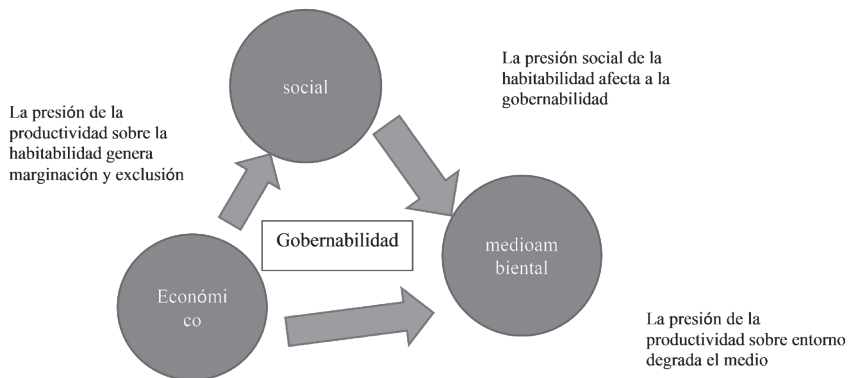 social
La presión social de la
habitabilidad afecta a la
gobernabilidad
La presión de la
productividad sobre la
habitabilidad genera
marginación y exclusión
Gobernabilidad
medioam
biental
Económi
co
La presión de la
productividad sobre entorno
degrada el medio